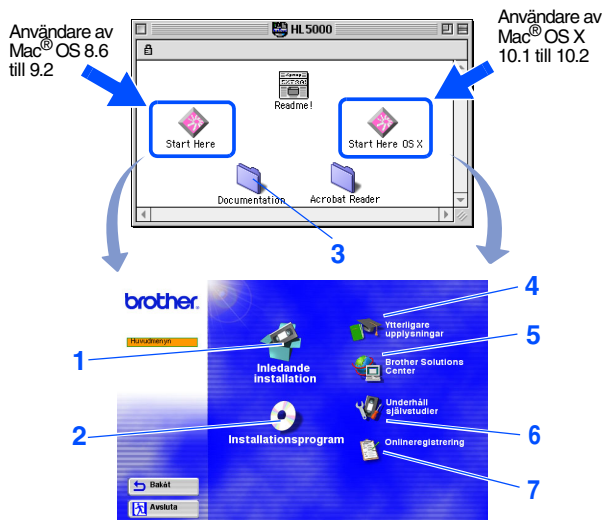 Användare av
Mac® OS 8.6
till 9.2
HL5000
Användare av
Mac® OS X
10.1 till 10.2
Readme!
Start Here
Start Here OS X
Documentation
Acrobat Reader
3
brother.
Huvudmenyn
1
Inledande
installation
2
Installationsprogram
4
Ytterligare
upplysningar
5
Brother Solutions
Center
Underhåll
självstudier
6
Onlineregistrering
7
Bakåt
Avsluta